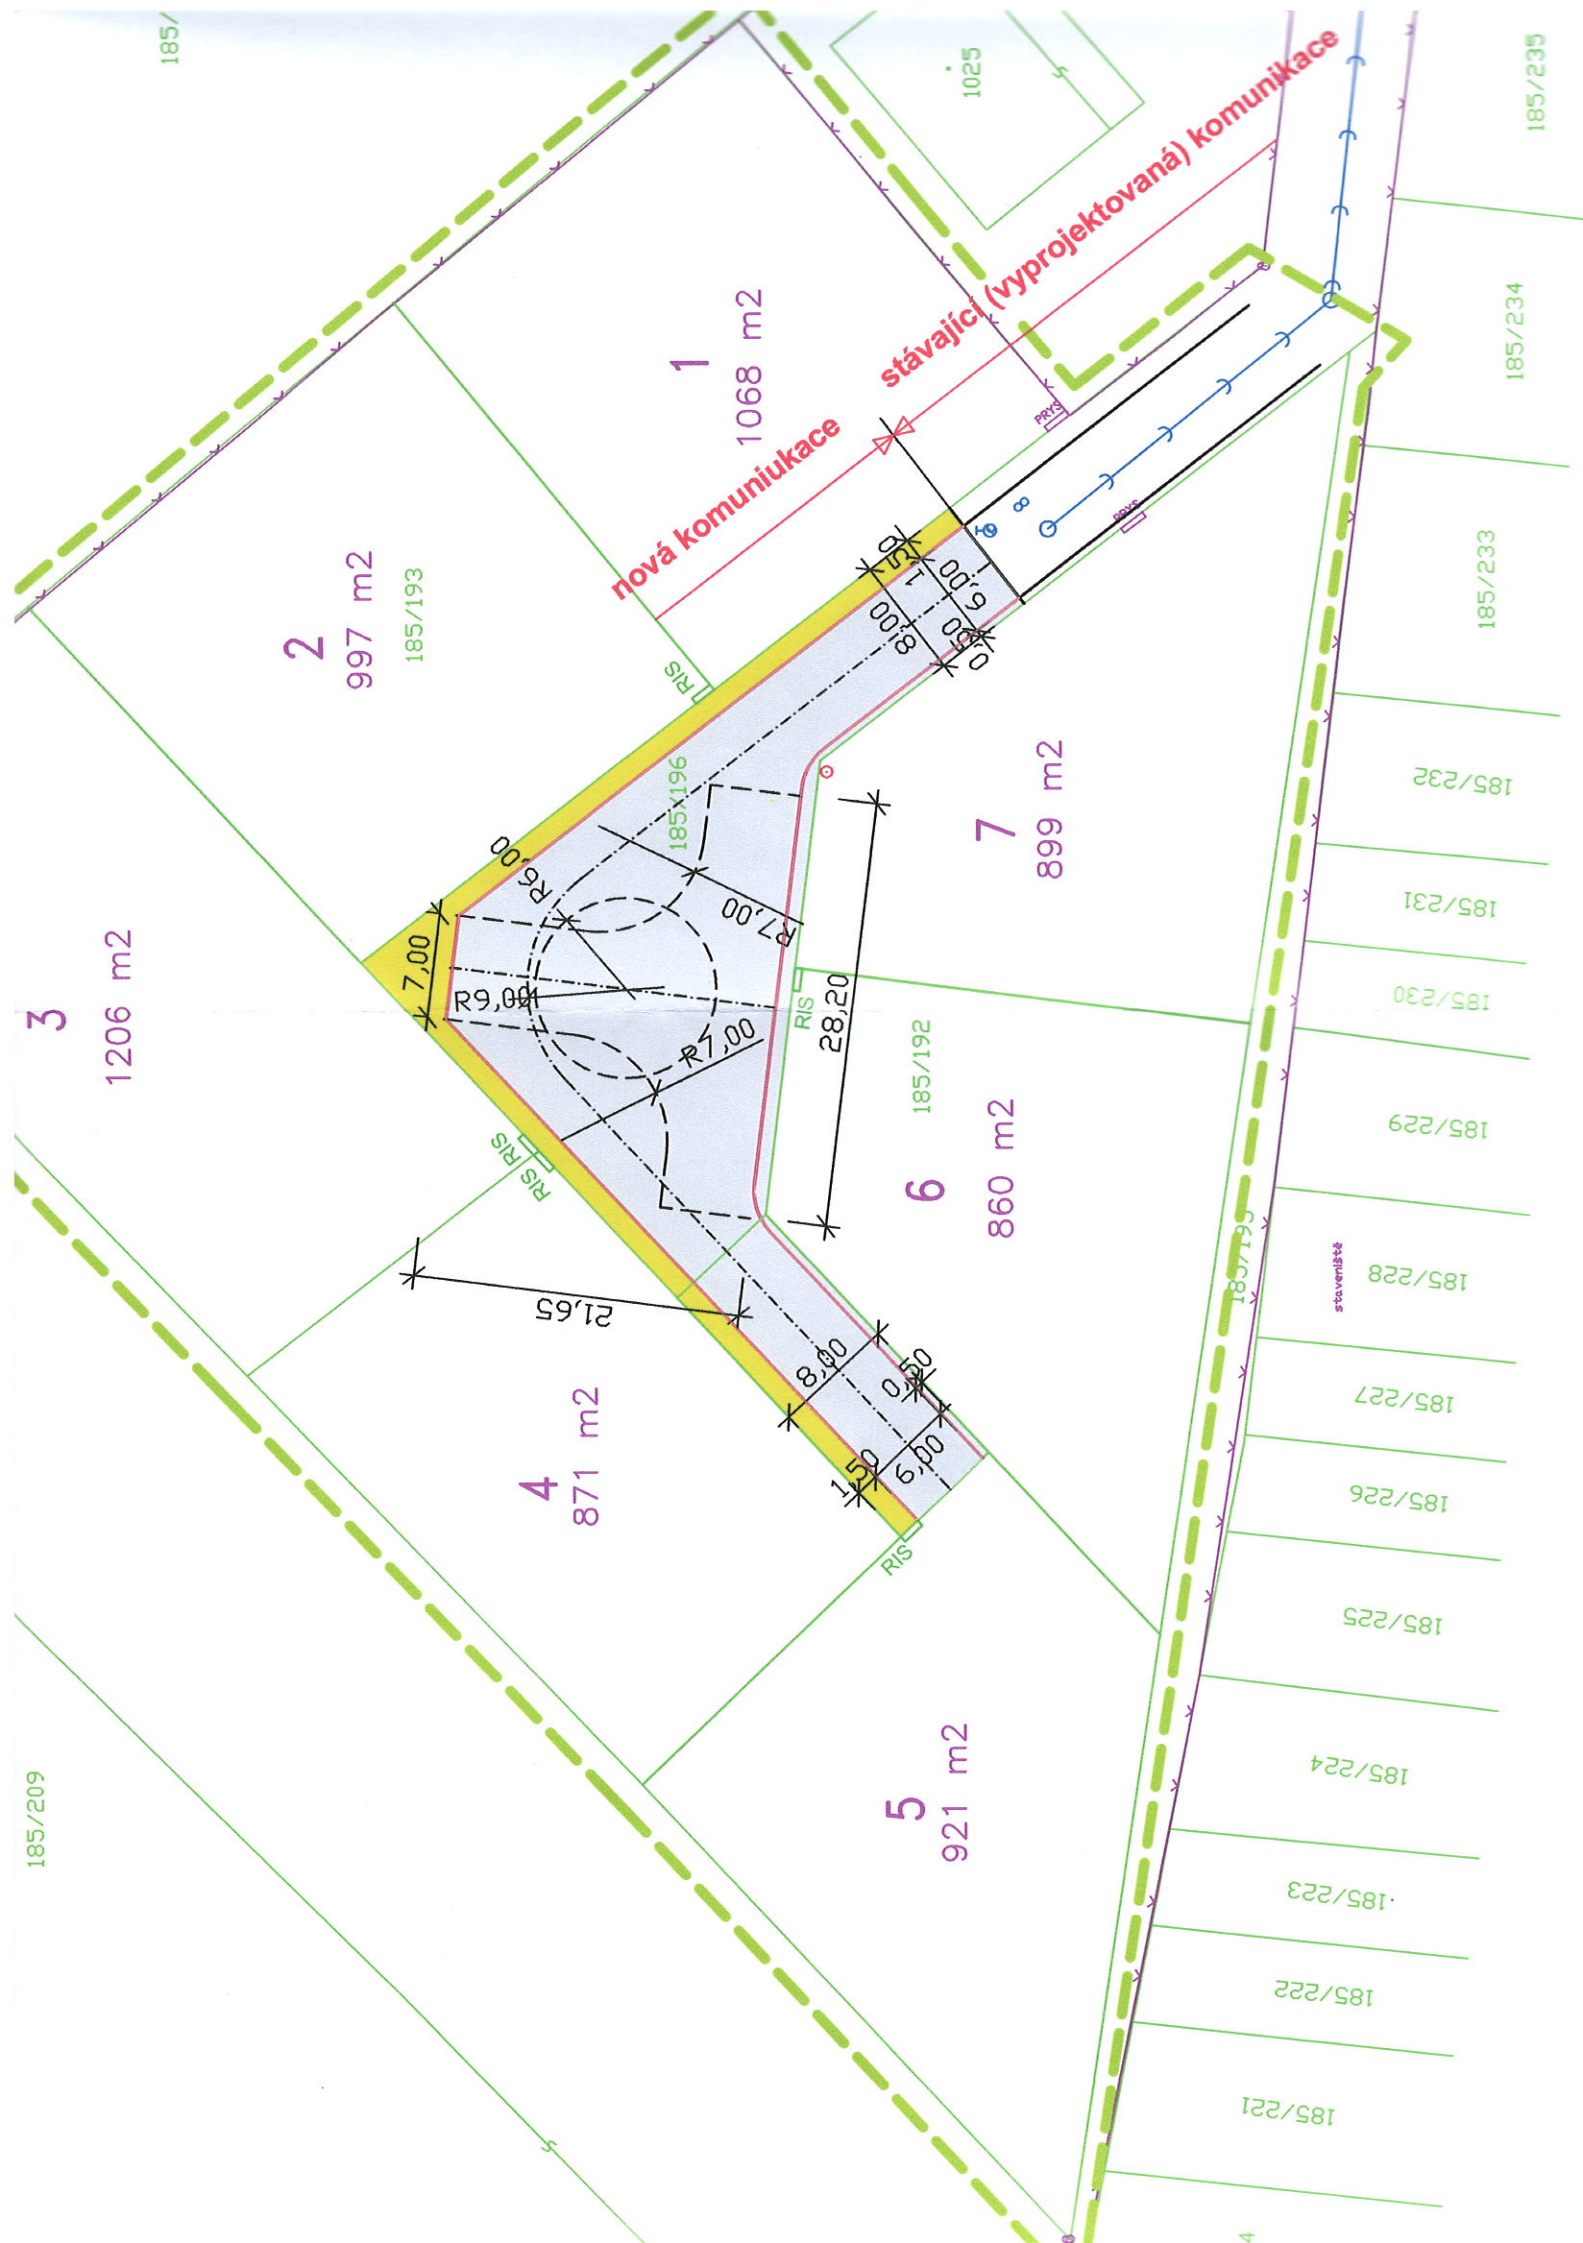 185/
1025
185/235
stávající (vyprojektovaná) komunikace
nová komuniukace
1
1068 m2
185/234
PRYS
PRYS
8
2
997 m2
185/193
185/233
RIS
1,50
6,00
8,00
0,50
185/196
7
899 m2
185/232
185/231
185/230
185/229
185/228
185/227
185/226
185/225
185/224
185/223
185/222
185/221
3
1206 m2
R6,00
7,00
R9,00
R7,00
R7,00
RIS
28,20
185/192
6
860 m2
185/195
staveniště
RIS
RIS
21,65
4
871 m2
8,00
0,50
6,00
1,50
RIS
5
921 m2
185/209
4